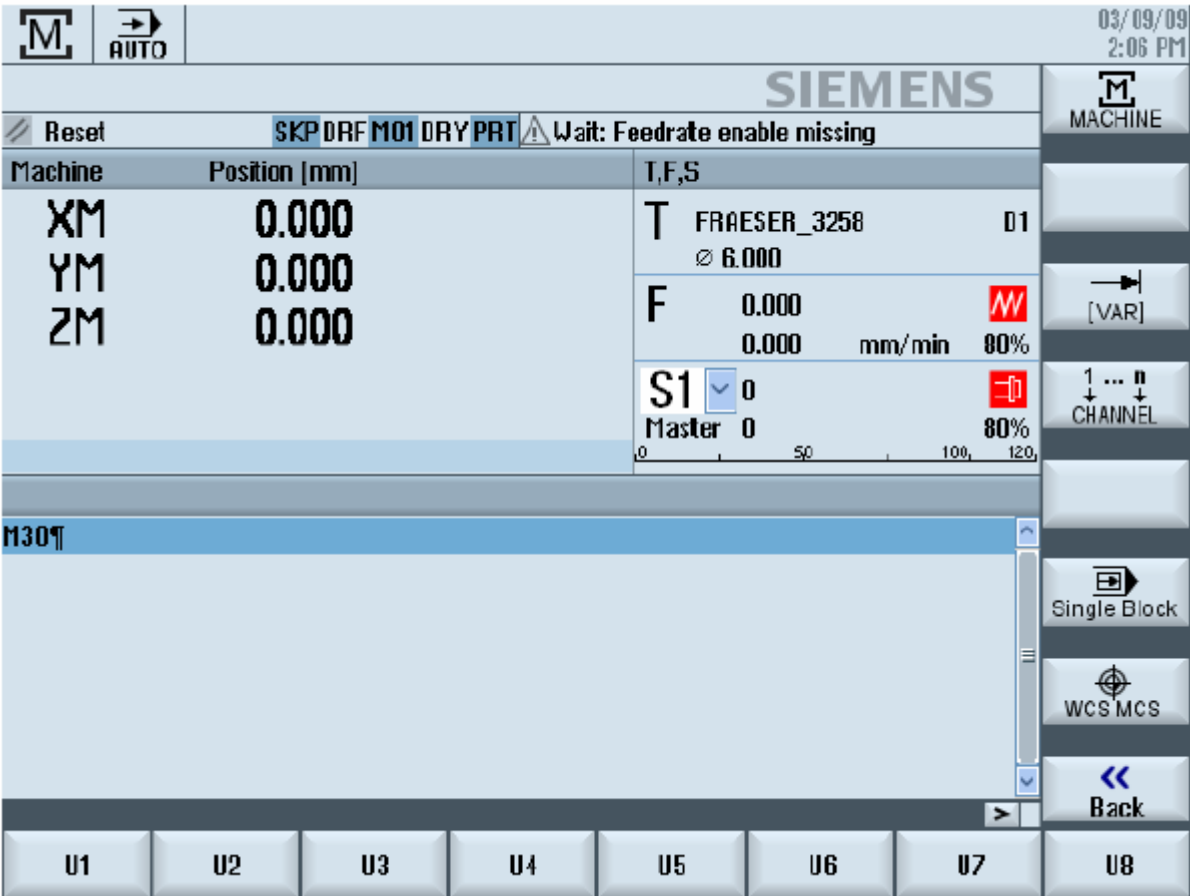 M AUTO 03/09/09
2:06 PM
SIEMENS
M
MACHINE
Reset SKP DRF M01 DRY PRT Wait: Feedrate enable missing
Machine Position [mm] T,F,S
XM 0.000
YM 0.000
ZM 0.000
T FRAESER_3258 D1
⌀ 6.000
F 0.000
0.000 mm/min 80%
S1 0
Master 0 80%
0 50 100 120
[VAR]
1 ... n
CHANNEL
M30¶
Single Block
WCS MCS
<<
Back
>
U1 U2 U3 U4 U5 U6 U7 U8